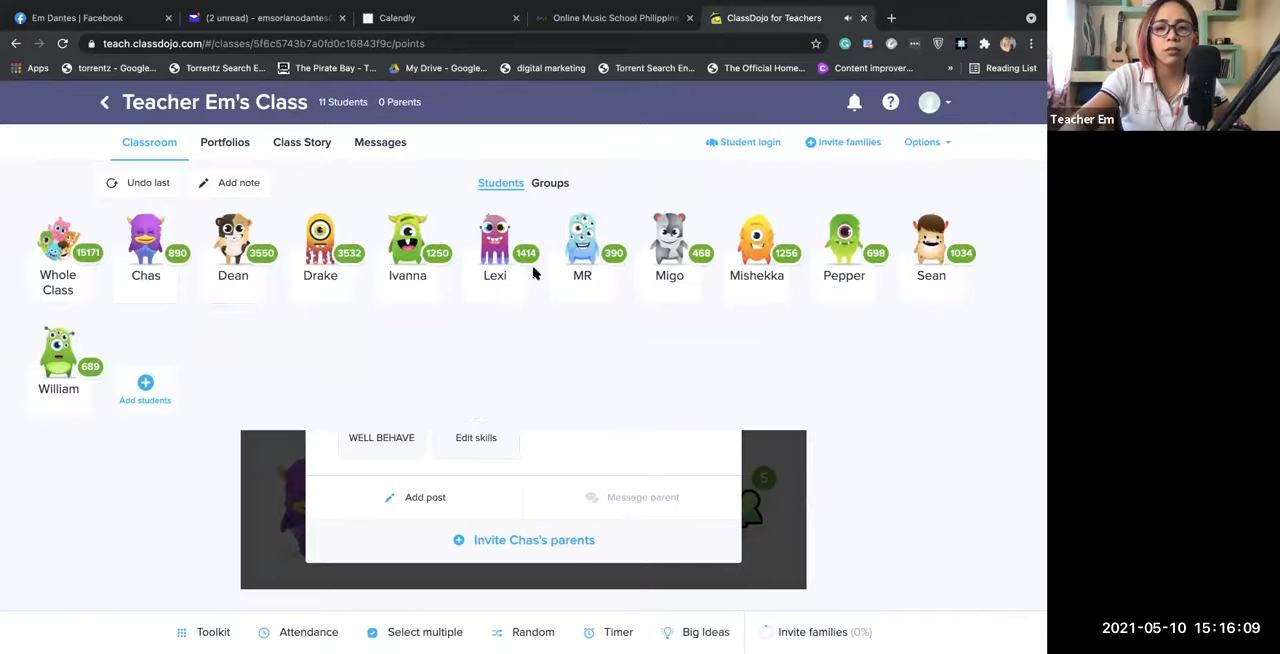 Em Dantes | Facebook
(2 unread) - emsorianodantes
Calendly
Online Music School Philippine
ClassDojo for Teachers
teach.classdojo.com/#/classes/5f6c5743b7a0fd0c16843f9c/points
Apps
torrentz - Google...
Torrentz Search E...
The Pirate Bay - T...
My Drive - Google...
digital marketing
Torrent Search En...
The Official Home...
Content improver...
»
Reading List
Teacher Em's Class
11 Students
0 Parents
Teacher Em
Classroom
Portfolios
Class Story
Messages
Student login
Invite families
Options
Undo last
Add note
Students
Groups
15171
890
3550
3532
1250
1414
390
468
1256
698
1034
Whole Class
Chas
Dean
Drake
Ivanna
Lexi
MR
Migo
Mishekka
Pepper
Sean
689
William
Add students
WELL BEHAVE
Edit skills
5
Add post
Message parent
Invite Chas's parents
Toolkit
Attendance
Select multiple
Random
Timer
Big Ideas
Invite families (0%)
2021-05-10 15:16:09